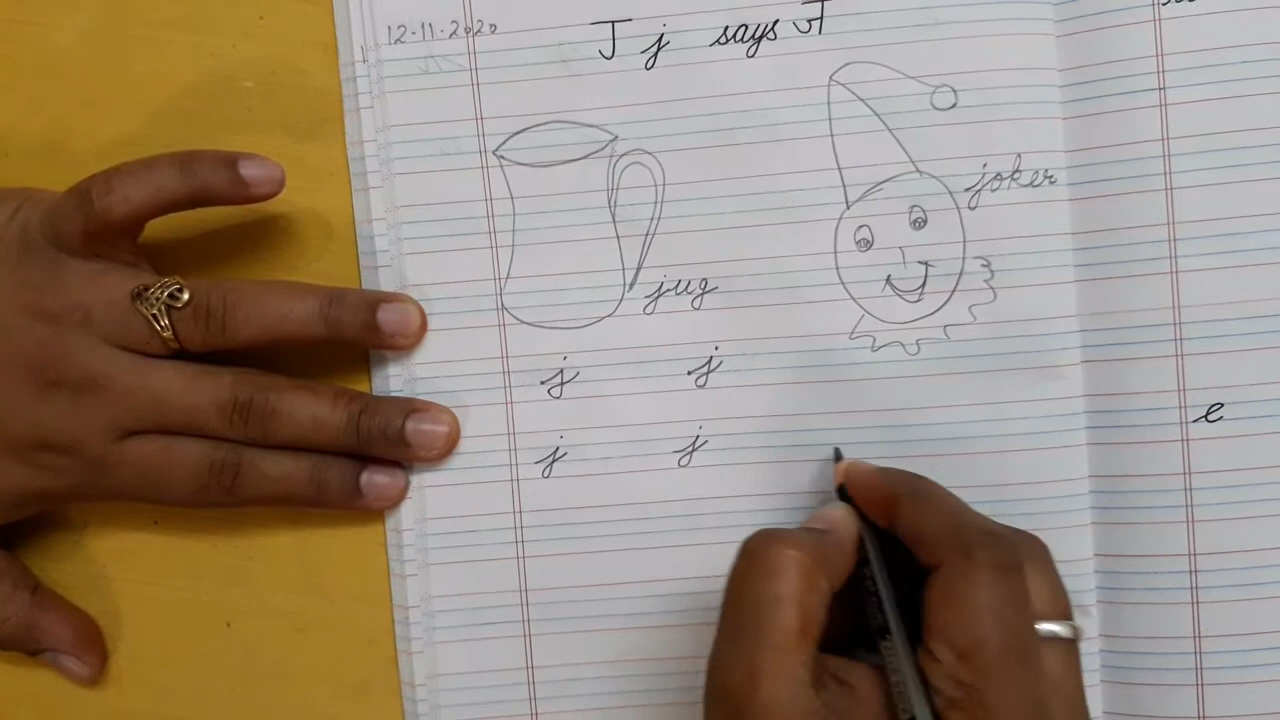 12.11.2020
J j says ज
joker
jug
j j
j j
e